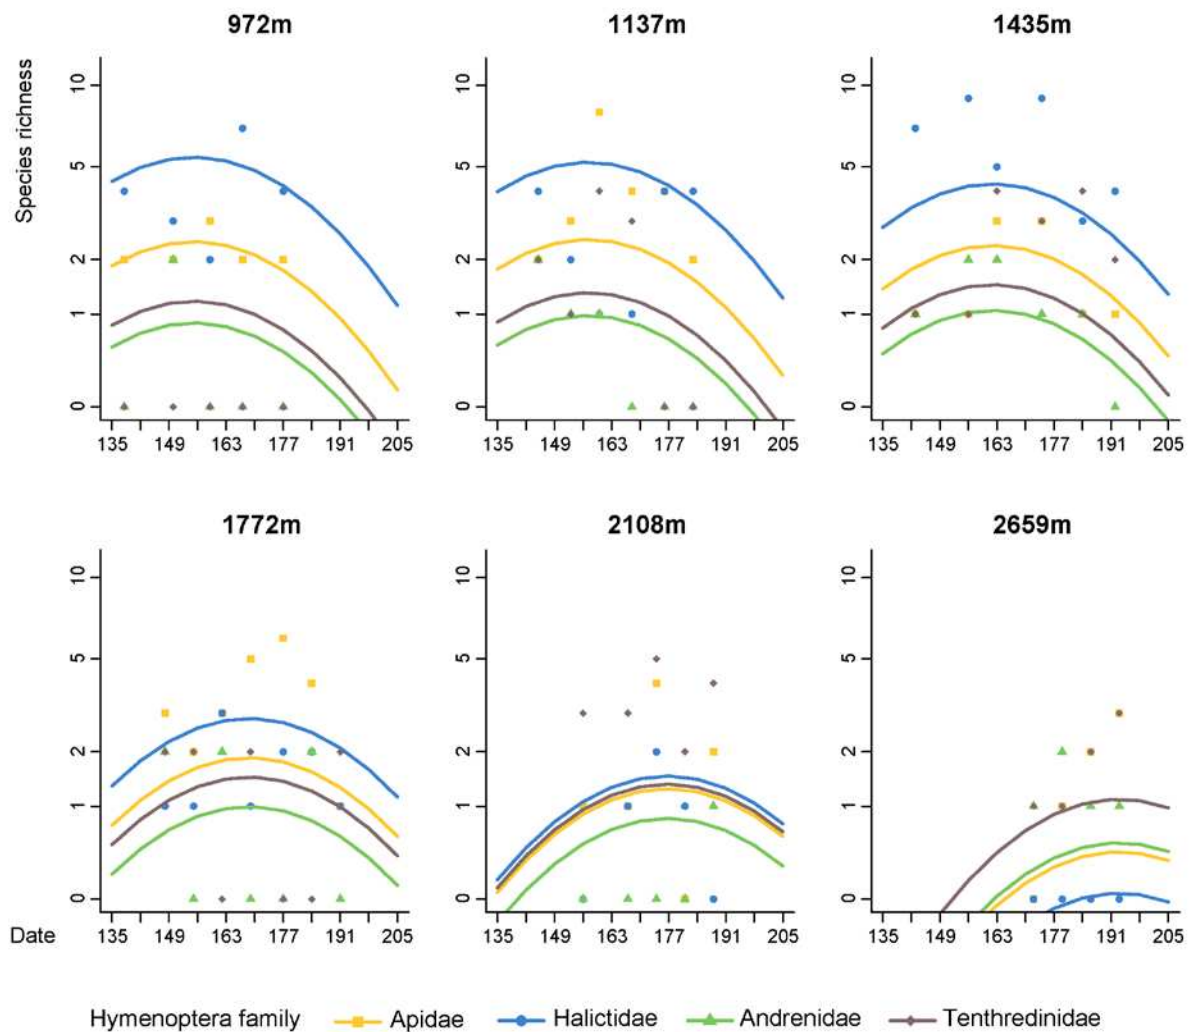 972m 1137m 1435m
Species richness
10 10 10
5 5 5
2 2 2
1 1 1
0 0 0
135 149 163 177 191 205 135 149 163 177 191 205 135 149 163 177 191 205
1772m 2108m 2659m
10 10 10
5 5 5
2 2 2
1 1 1
0 0 0
Date 135 149 163 177 191 205 135 149 163 177 191 205 135 149 163 177 191 205
Hymenoptera family Apidae Halictidae Andrenidae Tenthredinidae